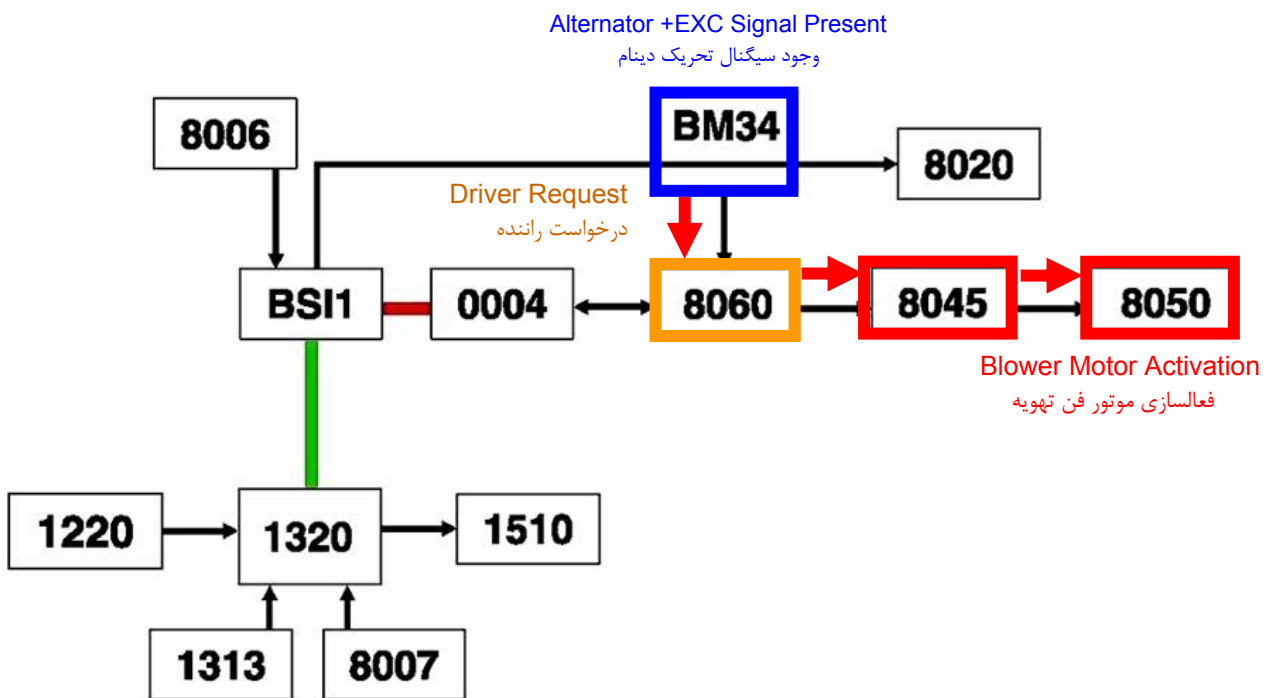 Alternator +EXC Signal Present
وجود سیگنال تحریک دینام
8006
BM34
8020
Driver Request
درخواست راننده
BSI1
0004
8060
8045
8050
Blower Motor Activation
فعالسازی موتور فن تهویه
1220
1320
1510
1313
8007